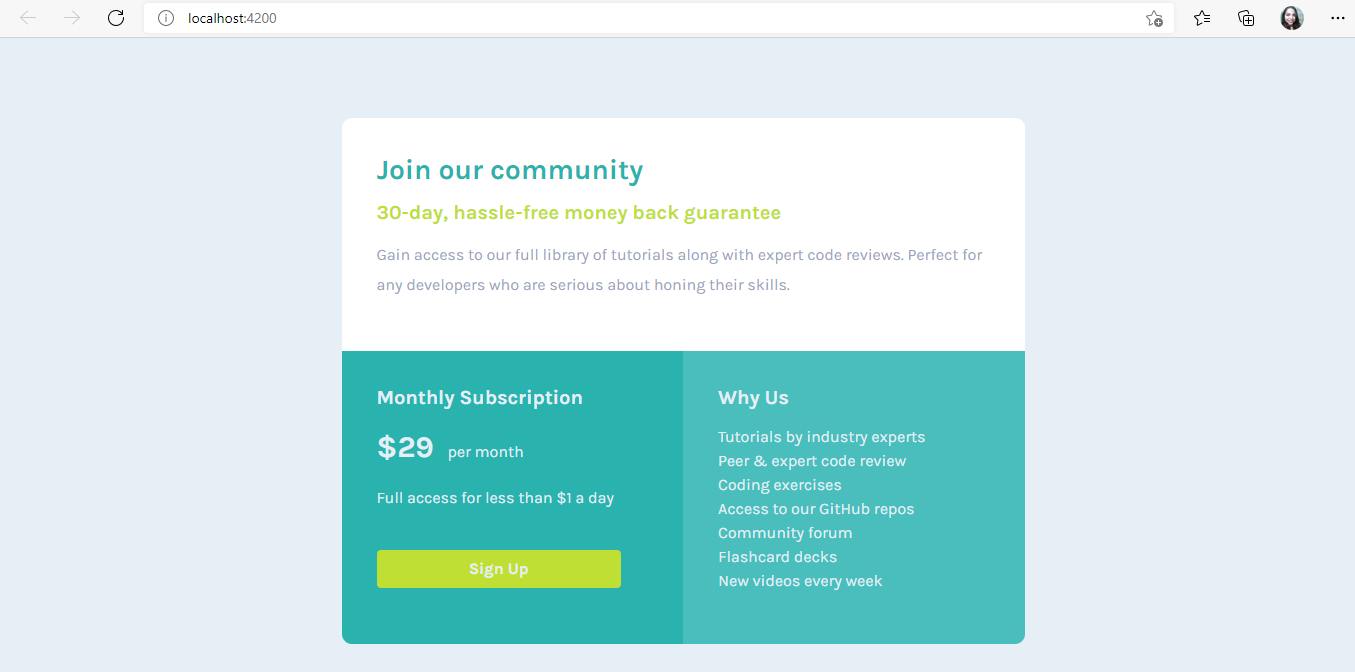 localhost:4200
Join our community
30-day, hassle-free money back guarantee
Gain access to our full library of tutorials along with expert code reviews. Perfect for
any developers who are serious about honing their skills.
Monthly Subscription
$29 per month
Full access for less than $1 a day
Sign Up
Why Us
Tutorials by industry experts
Peer & expert code review
Coding exercises
Access to our GitHub repos
Community forum
Flashcard decks
New videos every week